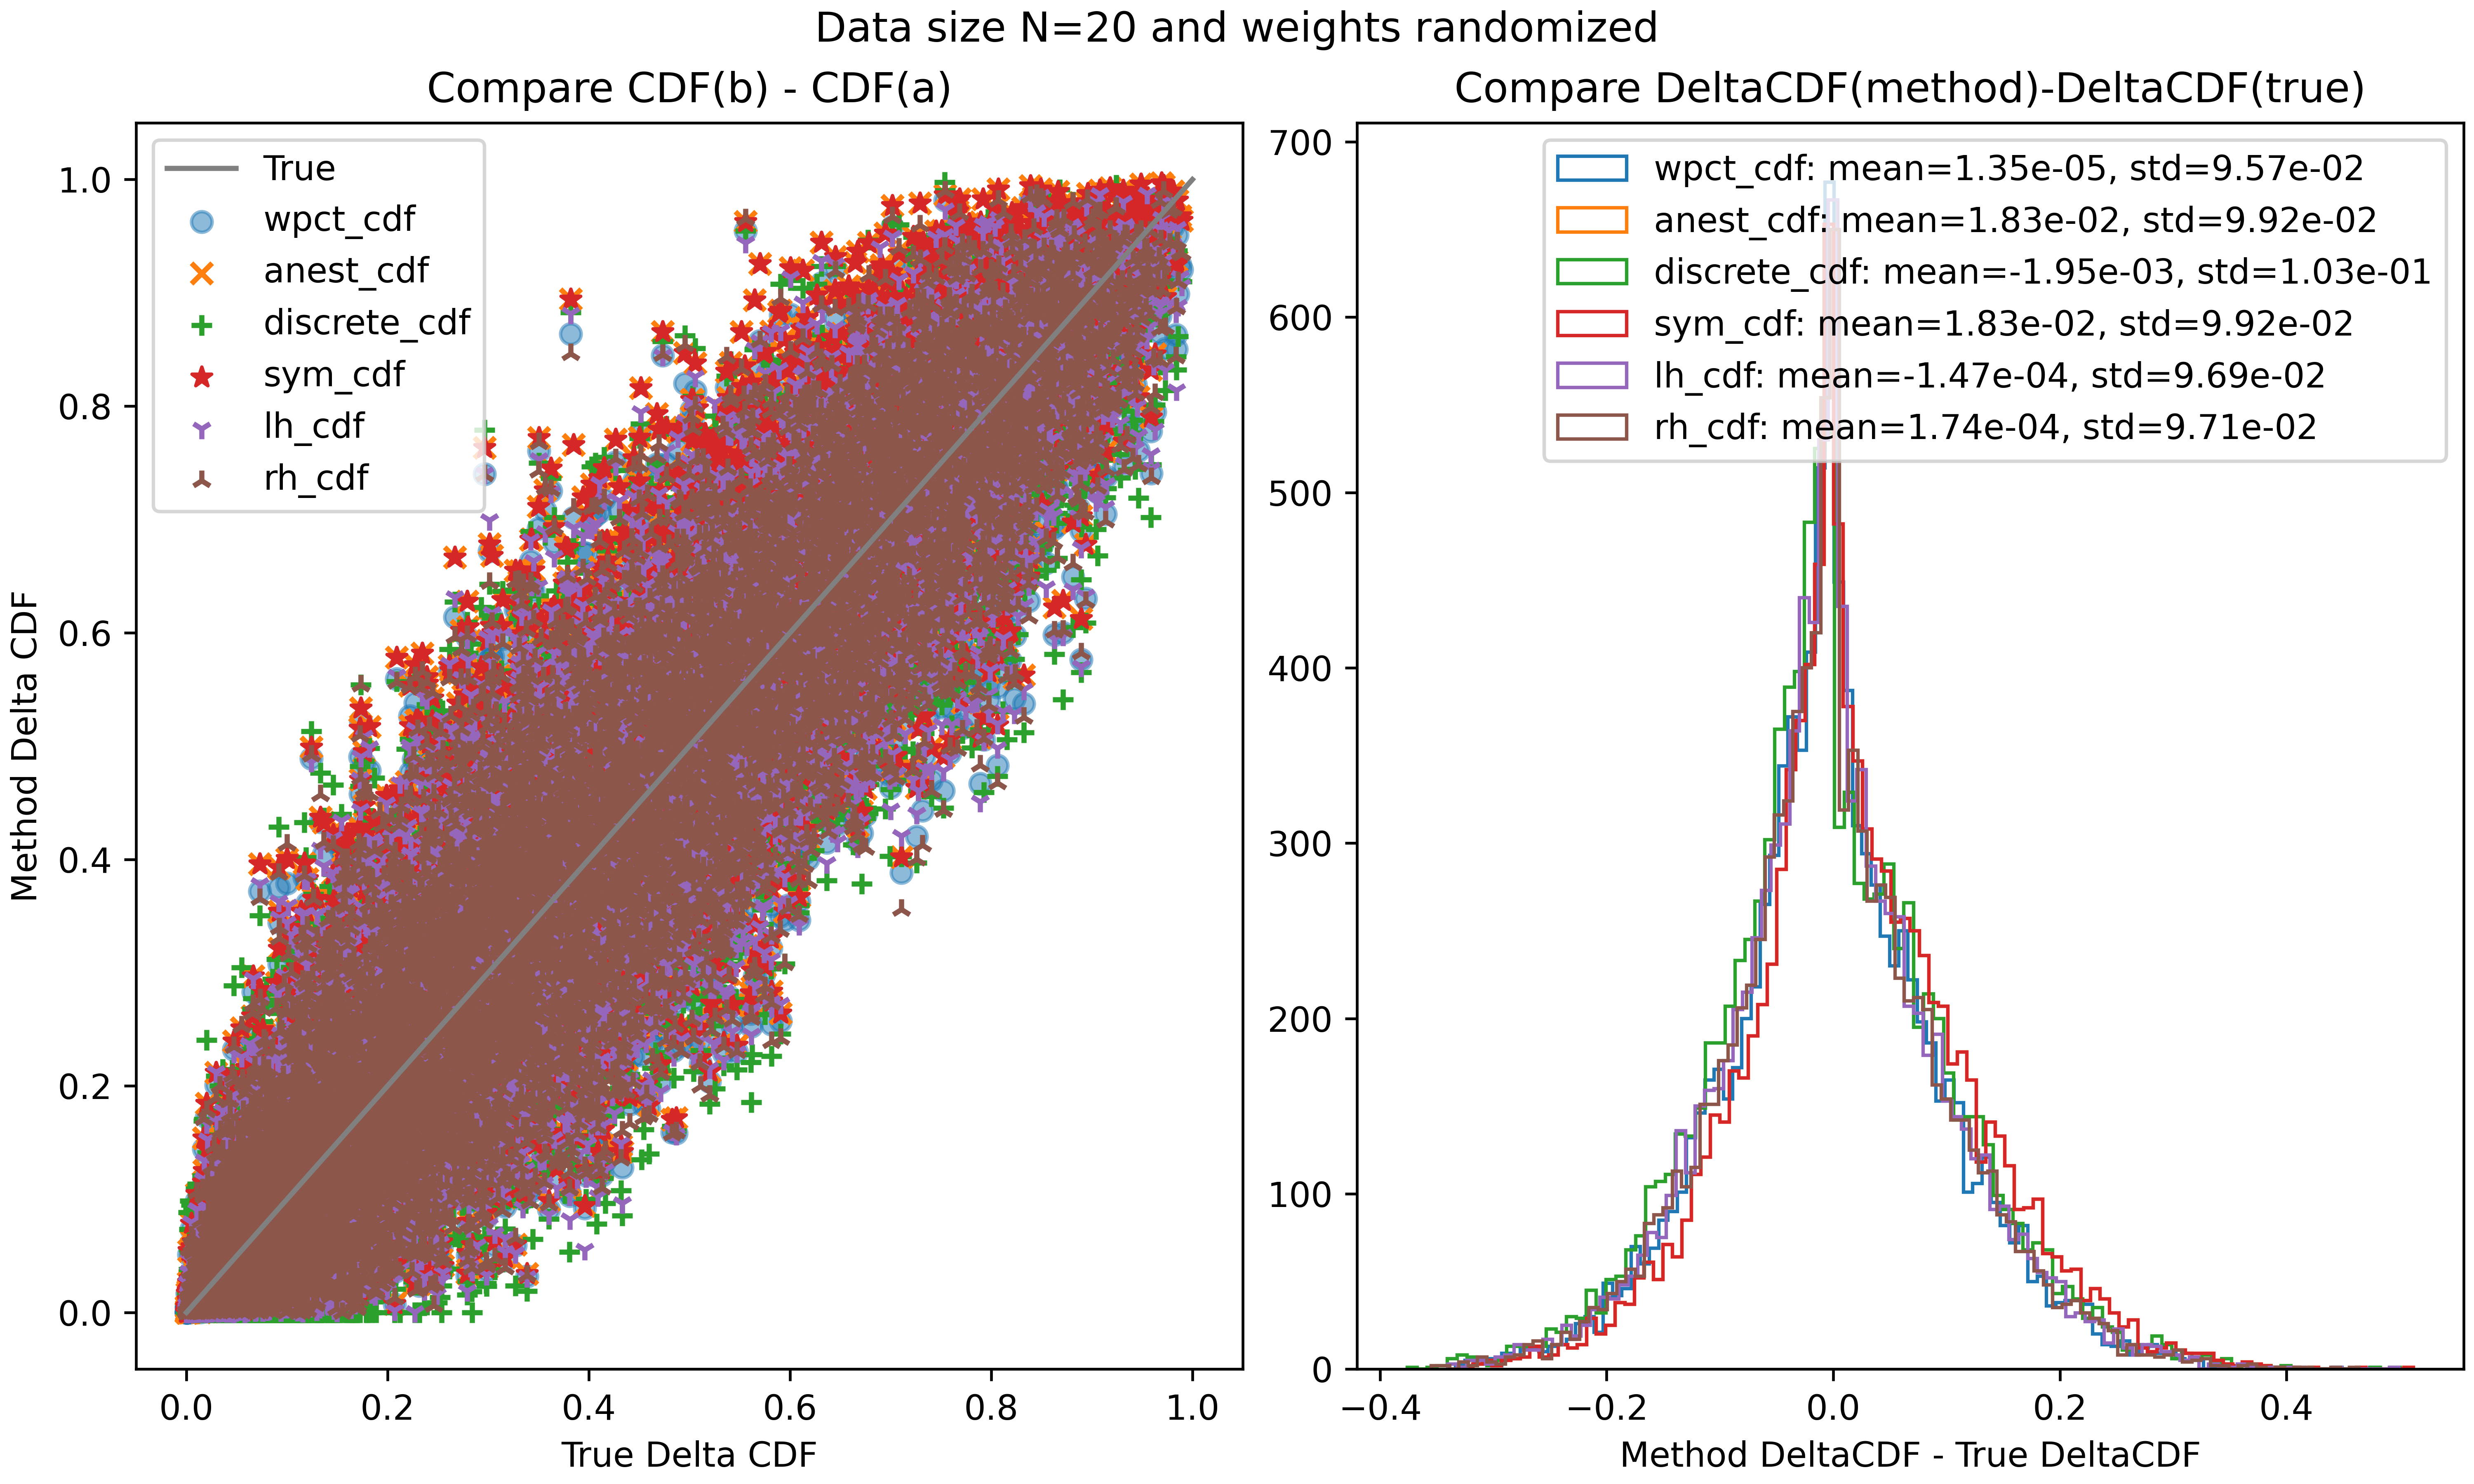 Data size N=20 and weights randomized
Compare CDF(b) - CDF(a)
True
wpct_cdf
anest_cdf
discrete_cdf
sym_cdf
lh_cdf
rh_cdf
1.0
0.8
0.6
0.4
0.2
0.0
Method Delta CDF
0.0 0.2 0.4 0.6 0.8 1.0
True Delta CDF
Compare DeltaCDF(method)-DeltaCDF(true)
wpct_cdf: mean=1.35e-05, std=9.57e-02
anest_cdf: mean=1.83e-02, std=9.92e-02
discrete_cdf: mean=-1.95e-03, std=1.03e-01
sym_cdf: mean=1.83e-02, std=9.92e-02
lh_cdf: mean=-1.47e-04, std=9.69e-02
rh_cdf: mean=1.74e-04, std=9.71e-02
700
600
500
400
300
200
100
0
−0.4 −0.2 0.0 0.2 0.4
Method DeltaCDF - True DeltaCDF